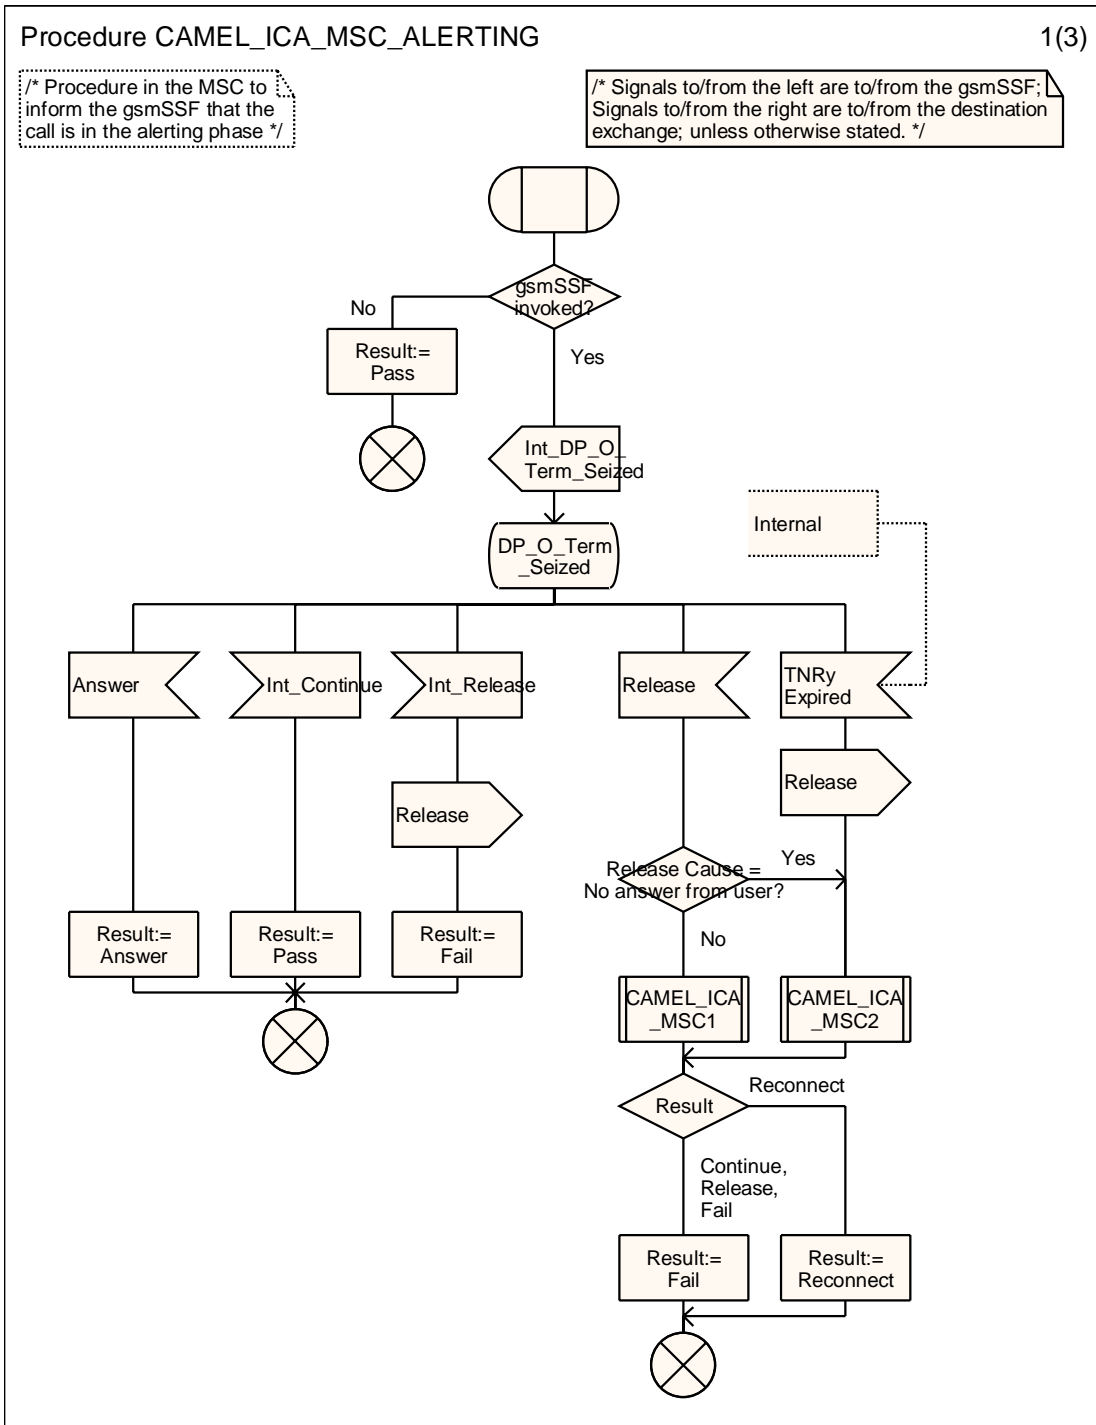 Procedure CAMEL_ICA_MSC_ALERTING
1(3)
/* Procedure in the MSC to
inform the gsmSSF that the
call is in the alerting phase */
/* Signals to/from the left are to/from the gsmSSF;
Signals to/from the right are to/from the destination
exchange; unless otherwise stated. */
gsmSSF
invoked?
No
Yes
Result:=
Pass
Int_DP_O_
Term_Seized
Internal
DP_O_Term
_Seized
Answer
Int_Continue
Int_Release
Release
TNRy
Expired
Release
Release
Release Cause =
No answer from user?
Yes
No
Result:=
Answer
Result:=
Pass
Result:=
Fail
CAMEL_ICA
_MSC1
CAMEL_ICA
_MSC2
Result
Reconnect
Continue,
Release,
Fail
Result:=
Fail
Result:=
Reconnect